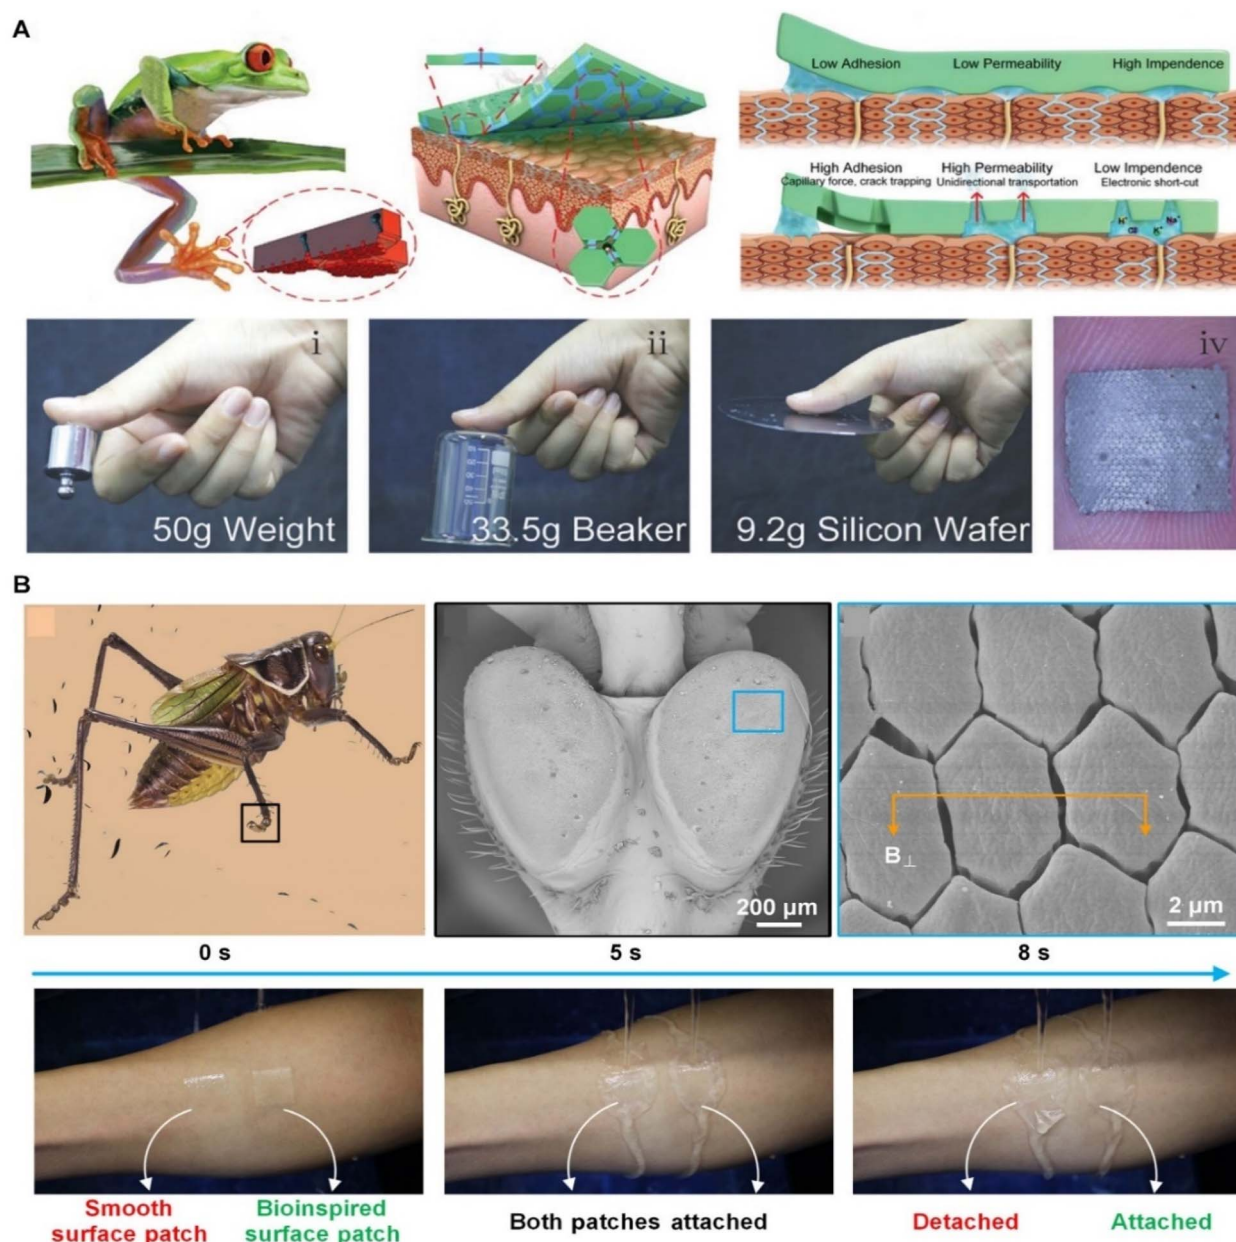 A
Low Adhesion Low Permeability High Impendence
High Adhesion High Permeability Low Impendence
Capillary force, crack trapping Unidirectional transportation Electronic short-cut
K⁺ Na⁺
Cl K⁺
i
50g Weight
ii
33.5g Beaker
9.2g Silicon Wafer
iv
B
B⊥
200 µm
2 µm
0 s 5 s 8 s
Smooth
surface patch
Bioinspired
surface patch
Both patches attached
Detached Attached